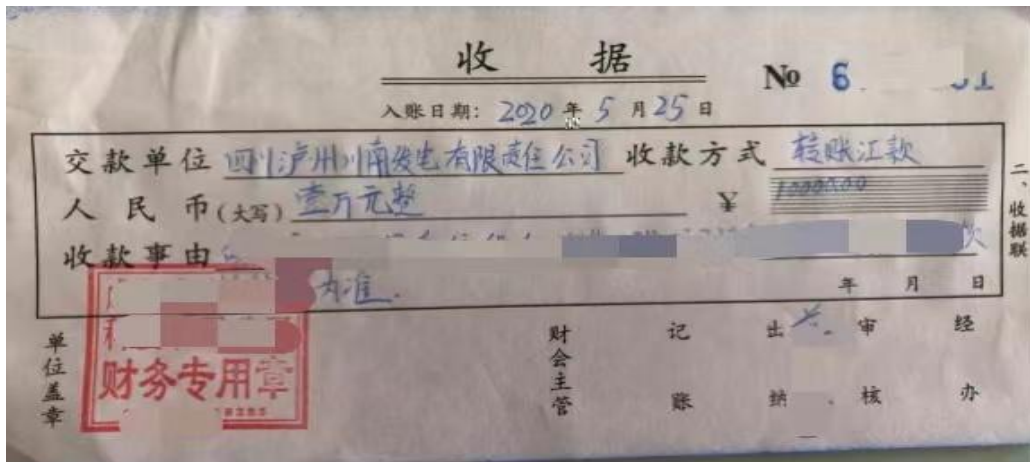 收 据
No 6
入账日期: 2020年5月25日
交款单位 四川泸州川南发电有限责任公司 收款方式 转账汇款
人民币(大写) 壹万元整 ¥ 10000.00
收款事由 款
为准.
年 月 日
二、收据联
单位盖章
财务专用章
财会主管 记账 出纳 审核 经办